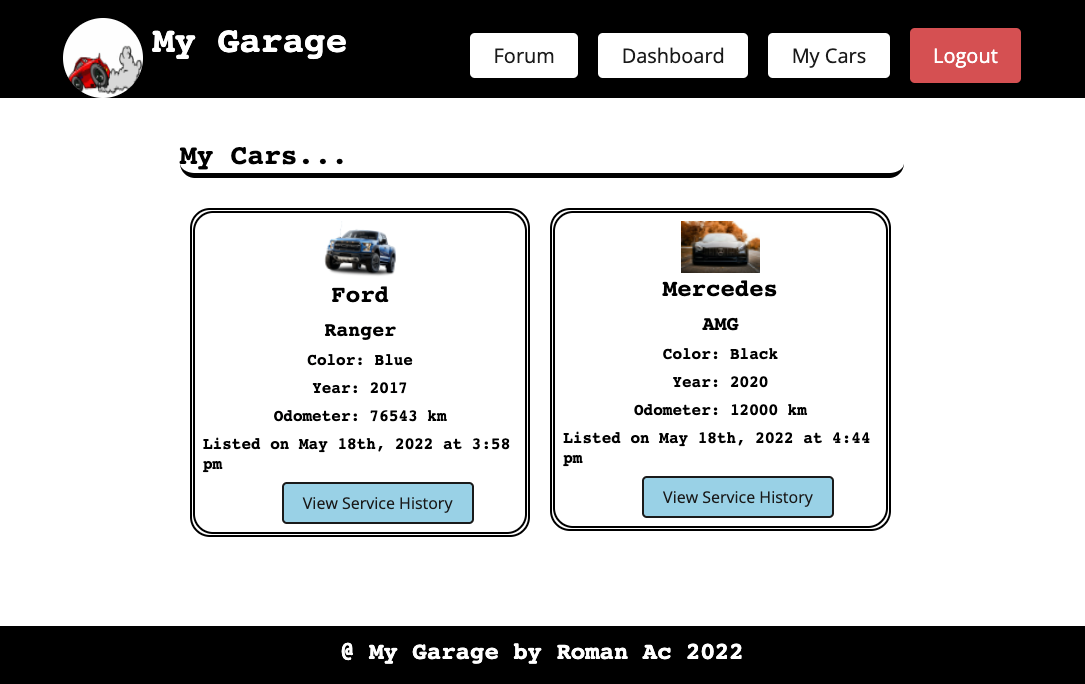 My Garage
Forum
Dashboard
My Cars
Logout
My Cars...
Ford
Ranger
Color: Blue
Year: 2017
Odometer: 76543 km
Listed on May 18th, 2022 at 3:58
pm
View Service History
Mercedes
AMG
Color: Black
Year: 2020
Odometer: 12000 km
Listed on May 18th, 2022 at 4:44
pm
View Service History
@ My Garage by Roman Ac 2022